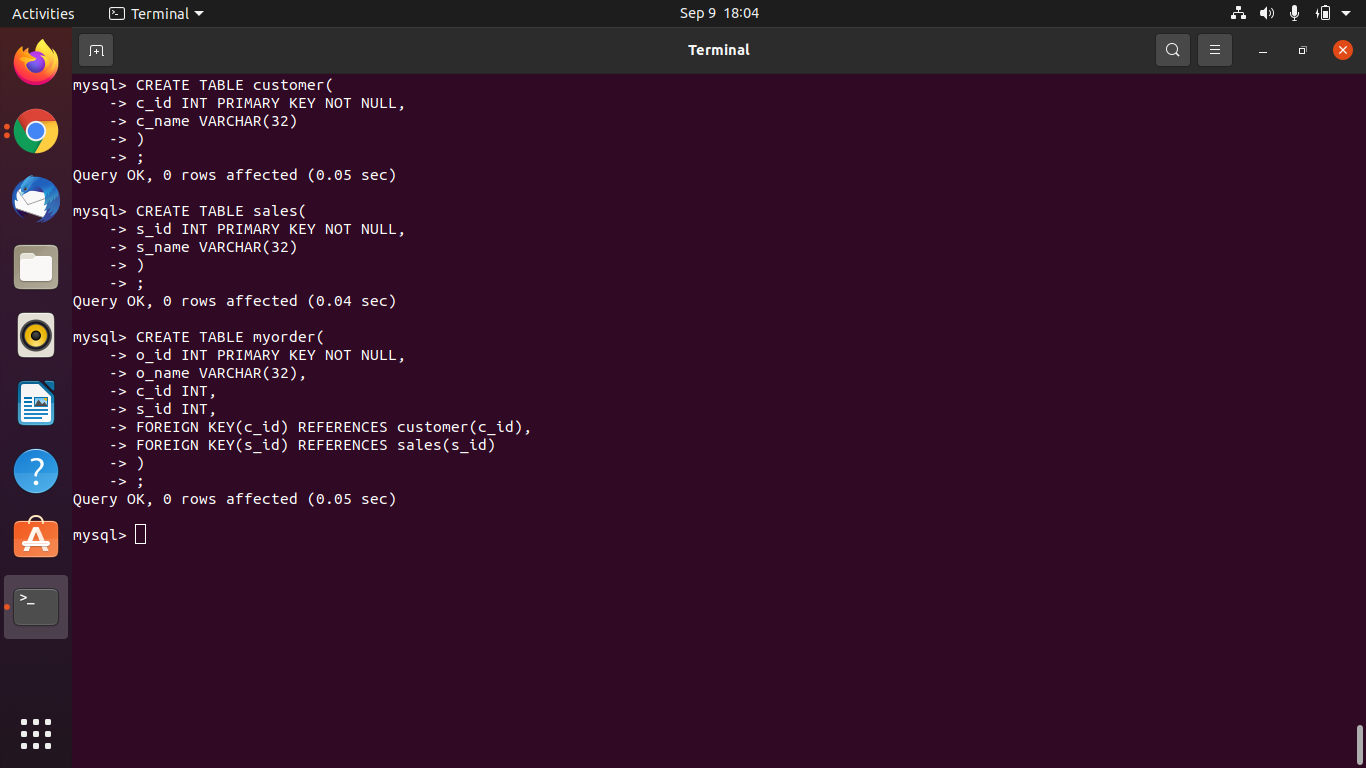 Activities
Terminal
Sep 9 18:04
Terminal
mysql> CREATE TABLE customer(
    -> c_id INT PRIMARY KEY NOT NULL,
    -> c_name VARCHAR(32)
    -> )
    -> ;
Query OK, 0 rows affected (0.05 sec)
mysql> CREATE TABLE sales(
    -> s_id INT PRIMARY KEY NOT NULL,
    -> s_name VARCHAR(32)
    -> )
    -> ;
Query OK, 0 rows affected (0.04 sec)
mysql> CREATE TABLE myorder(
    -> o_id INT PRIMARY KEY NOT NULL,
    -> o_name VARCHAR(32),
    -> c_id INT,
    -> s_id INT,
    -> FOREIGN KEY(c_id) REFERENCES customer(c_id),
    -> FOREIGN KEY(s_id) REFERENCES sales(s_id)
    -> )
    -> ;
Query OK, 0 rows affected (0.05 sec)
mysql>